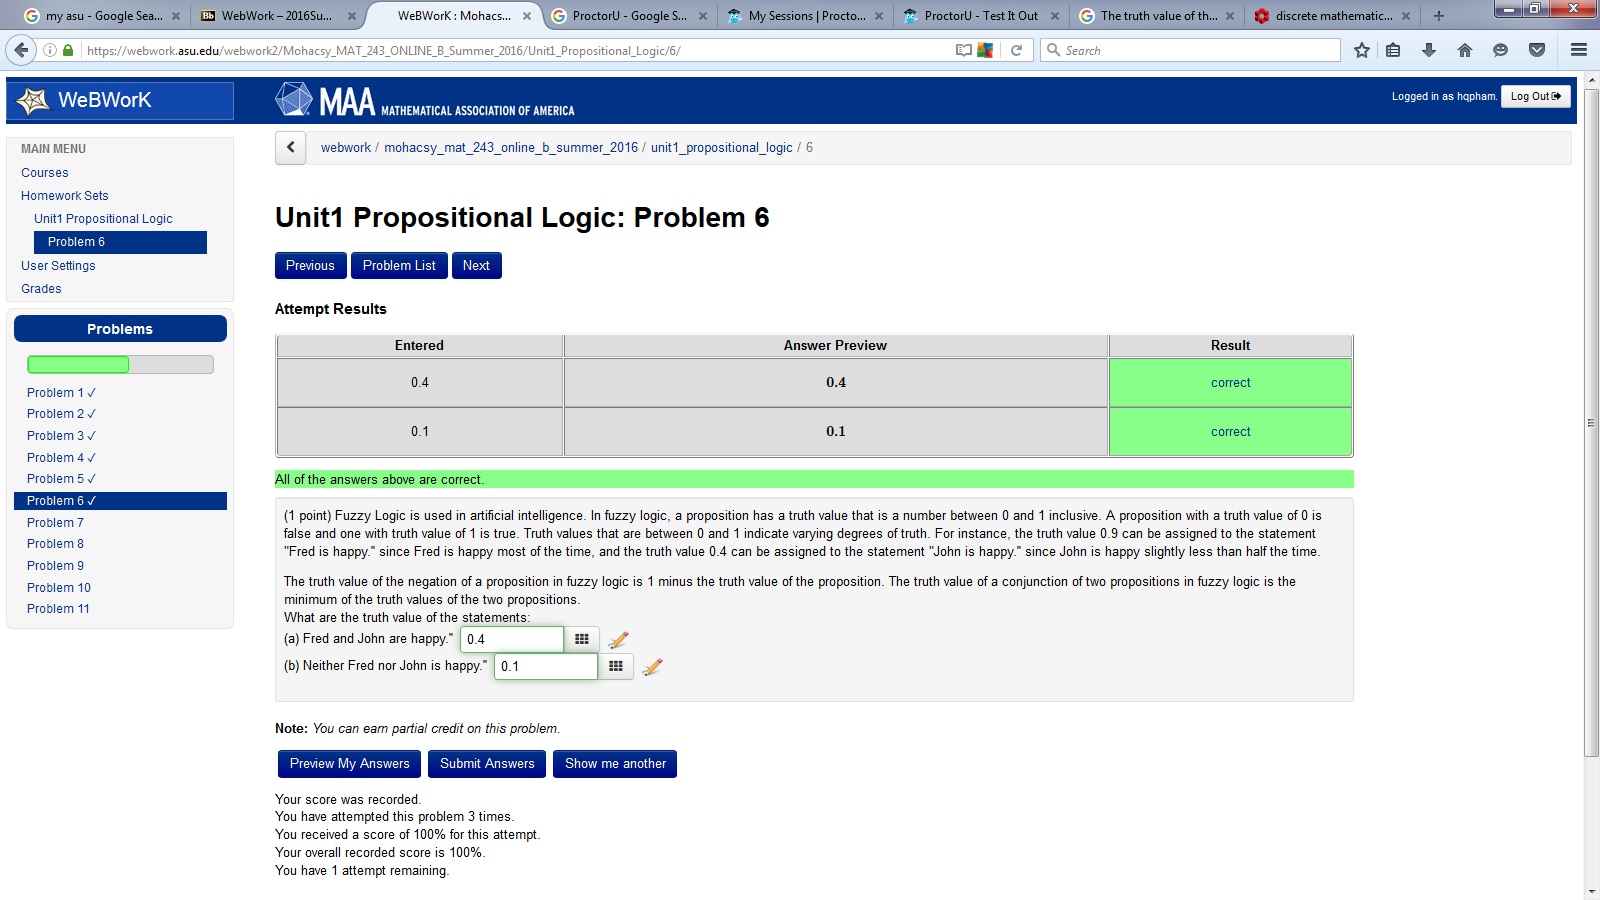 my asu - Google Sea...
WebWork – 2016Su...
WeBWorK : Mohacs...
ProctorU - Google S...
My Sessions | Procto...
ProctorU - Test It Out
The truth value of th...
discrete mathematic...
https://webwork.asu.edu/webwork2/Mohacsy_MAT_243_ONLINE_B_Summer_2016/Unit1_Propositional_Logic/6/
Search
WeBWorK
MAA MATHEMATICAL ASSOCIATION OF AMERICA
Logged in as hqpham.
Log Out
MAIN MENU
Courses
Homework Sets
Unit1 Propositional Logic
Problem 6
User Settings
Grades
Problems
Problem 1 ✓
Problem 2 ✓
Problem 3 ✓
Problem 4 ✓
Problem 5 ✓
Problem 6 ✓
Problem 7
Problem 8
Problem 9
Problem 10
Problem 11
webwork / mohacsy_mat_243_online_b_summer_2016 / unit1_propositional_logic / 6
Unit1 Propositional Logic: Problem 6
Previous
Problem List
Next
Attempt Results
Entered Answer Preview Result
0.4 0.4 correct
0.1 0.1 correct
All of the answers above are correct.
(1 point) Fuzzy Logic is used in artificial intelligence. In fuzzy logic, a proposition has a truth value that is a number between 0 and 1 inclusive. A proposition with a truth value of 0 is
false and one with truth value of 1 is true. Truth values that are between 0 and 1 indicate varying degrees of truth. For instance, the truth value 0.9 can be assigned to the statement
"Fred is happy." since Fred is happy most of the time, and the truth value 0.4 can be assigned to the statement "John is happy." since John is happy slightly less than half the time.
The truth value of the negation of a proposition in fuzzy logic is 1 minus the truth value of the proposition. The truth value of a conjunction of two propositions in fuzzy logic is the
minimum of the truth values of the two propositions.
What are the truth value of the statements:
(a) Fred and John are happy." 0.4
(b) Neither Fred nor John is happy." 0.1
Note: You can earn partial credit on this problem.
Preview My Answers
Submit Answers
Show me another
Your score was recorded.
You have attempted this problem 3 times.
You received a score of 100% for this attempt.
Your overall recorded score is 100%.
You have 1 attempt remaining.